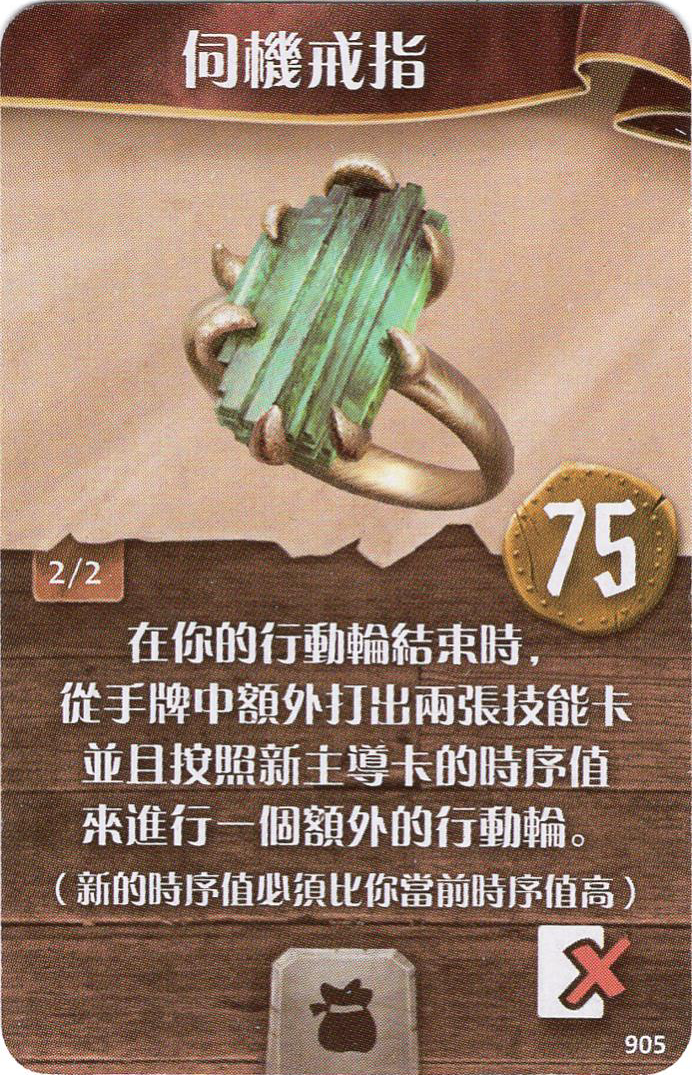 伺機戒指
75
2/2
在你的行動輪結束時，
從手牌中額外打出兩張技能卡
並且按照新主導卡的時序值
來進行一個額外的行動輪。
（新的時序值必須比你當前時序值高）
905